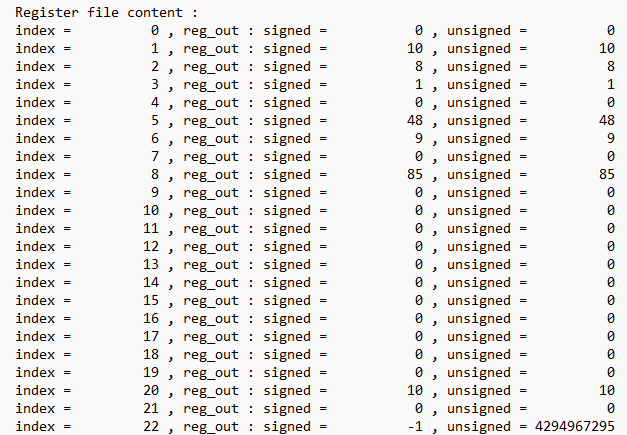 Register file content :
index =          0 , reg_out : signed =           0 , unsigned =          0
index =          1 , reg_out : signed =          10 , unsigned =         10
index =          2 , reg_out : signed =           8 , unsigned =          8
index =          3 , reg_out : signed =           1 , unsigned =          1
index =          4 , reg_out : signed =           0 , unsigned =          0
index =          5 , reg_out : signed =          48 , unsigned =         48
index =          6 , reg_out : signed =           9 , unsigned =          9
index =          7 , reg_out : signed =           0 , unsigned =          0
index =          8 , reg_out : signed =          85 , unsigned =         85
index =          9 , reg_out : signed =           0 , unsigned =          0
index =         10 , reg_out : signed =           0 , unsigned =          0
index =         11 , reg_out : signed =           0 , unsigned =          0
index =         12 , reg_out : signed =           0 , unsigned =          0
index =         13 , reg_out : signed =           0 , unsigned =          0
index =         14 , reg_out : signed =           0 , unsigned =          0
index =         15 , reg_out : signed =           0 , unsigned =          0
index =         16 , reg_out : signed =           0 , unsigned =          0
index =         17 , reg_out : signed =           0 , unsigned =          0
index =         18 , reg_out : signed =           0 , unsigned =          0
index =         19 , reg_out : signed =           0 , unsigned =          0
index =         20 , reg_out : signed =          10 , unsigned =         10
index =         21 , reg_out : signed =           0 , unsigned =          0
index =         22 , reg_out : signed =          -1 , unsigned = 4294967295